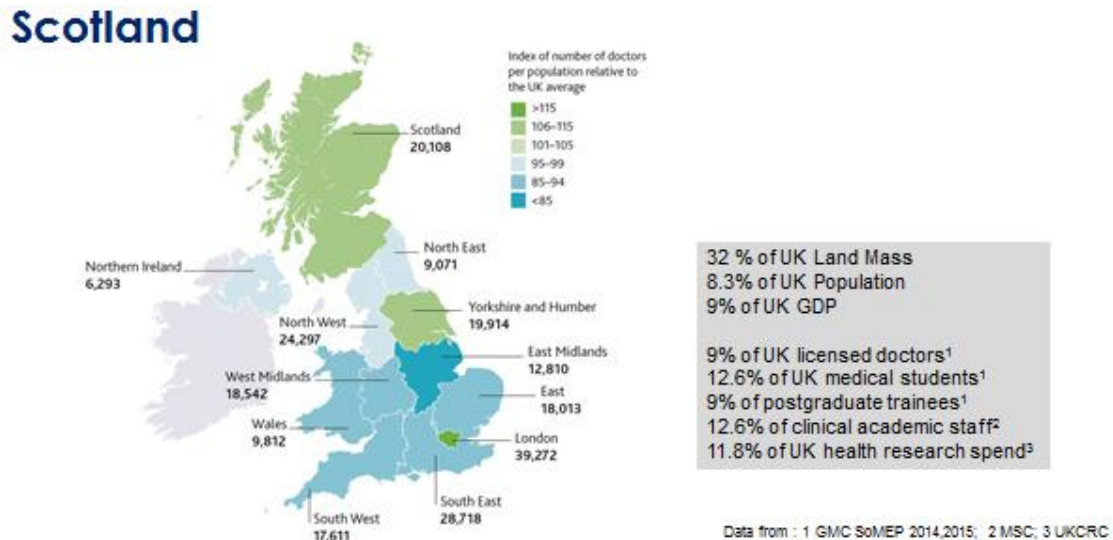 Scotland
Index of number of doctors
per population relative to
the UK average
>115
106–115
101–105
95–99
85–94
<85
Scotland
20,108
North East
9,071
Northern Ireland
6,293
Yorkshire and Humber
19,914
North West
24,297
East Midlands
12,810
West Midlands
18,542
East
18,013
Wales
9,812
London
39,272
South East
28,718
South West
17,611
32 % of UK Land Mass
8.3% of UK Population
9% of UK GDP
9% of UK licensed doctors¹
12.6% of UK medical students¹
9% of postgraduate trainees¹
12.6% of clinical academic staff²
11.8% of UK health research spend³
Data from : 1 GMC SoMEP 2014,2015; 2 MSC; 3 UKCRC